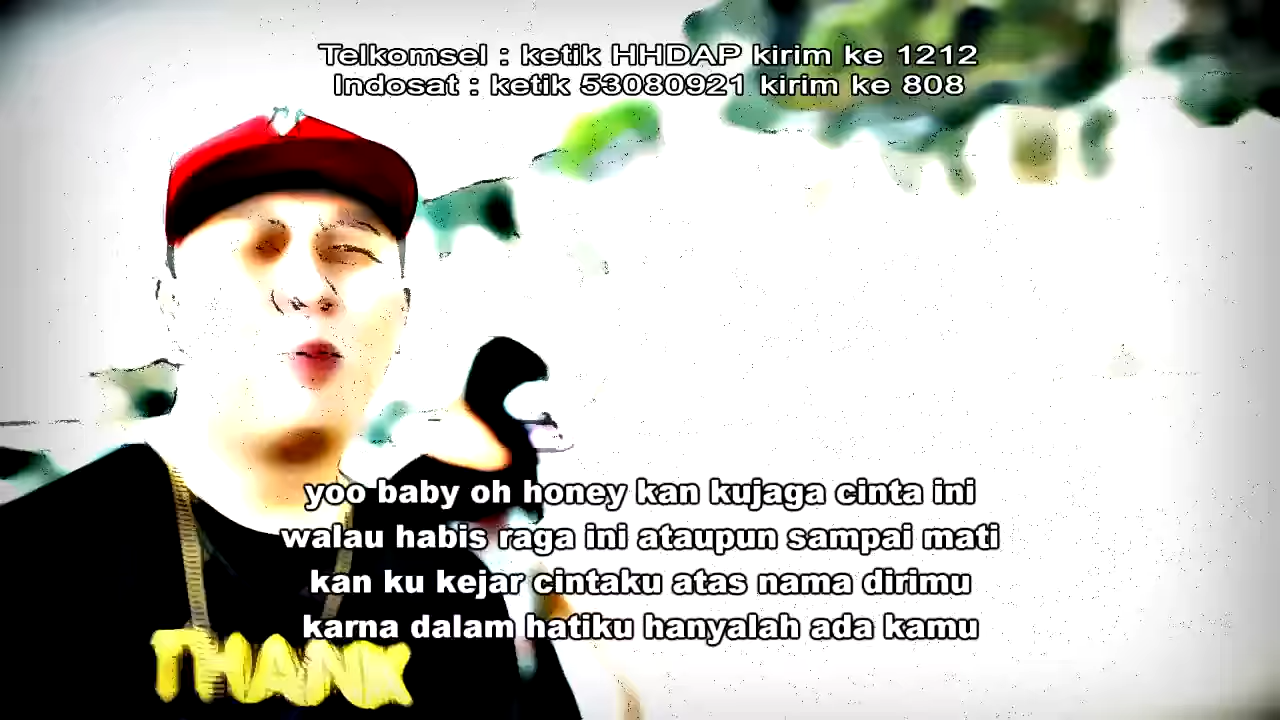 Telkomsel : ketik HHDAP kirim ke 1212
Indosat : ketik 53080921 kirim ke 808
yoo baby oh honey kan kujaga cinta ini
walau habis raga ini ataupun sampai mati
kan ku kejar cintaku atas nama dirimu
karna dalam hatiku hanyalah ada kamu
THANK